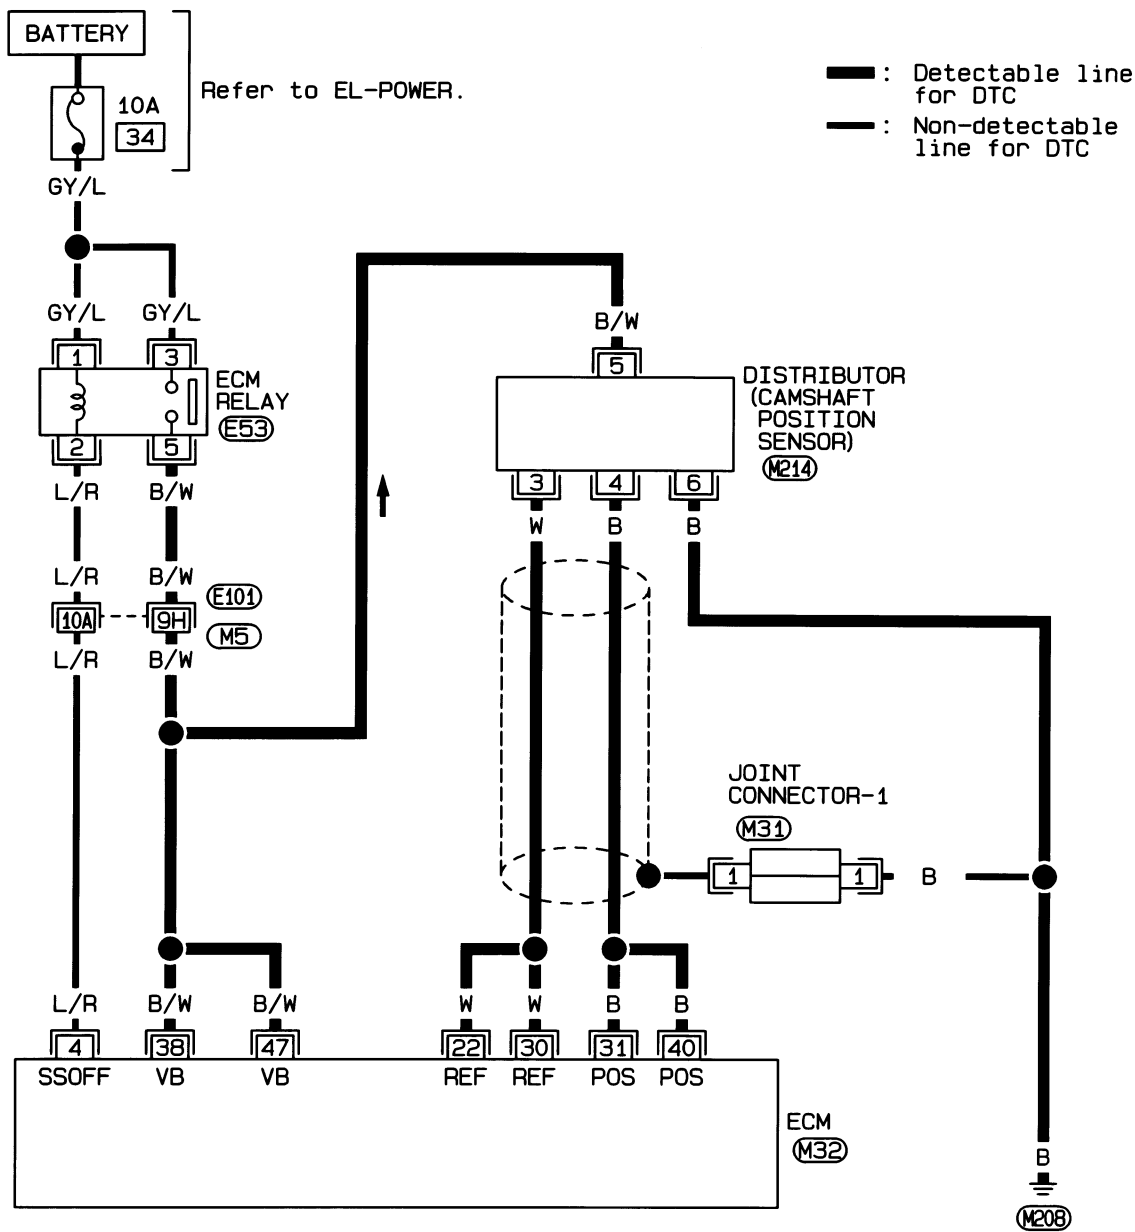 BATTERY
10A
34
Refer to EL-POWER.
: Detectable line
for DTC
: Non-detectable
line for DTC
GY/L
GY/L GY/L
1 3
ECM
RELAY
E53
2 5
L/R B/W
L/R B/W
E101
10A 9H
M5
L/R B/W
B/W
5
DISTRIBUTOR
(CAMSHAFT
POSITION
SENSOR)
M214
3 4 6
W B B
JOINT
CONNECTOR-1
M31
1 1 B
L/R B/W B/W W W B B
4 38 47 22 30 31 40
SSOFF VB VB REF REF POS POS
ECM
M32
B
M208